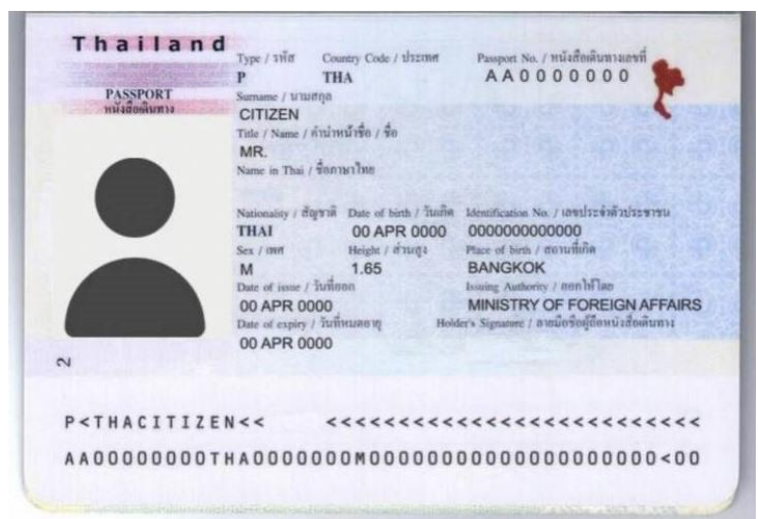 Thailand
Type / รหัส Country Code / ประเทศ Passport No. / หนังสือเดินทางเลขที่
P THA AA0000000
PASSPORT
หนังสือเดินทาง
Surname / นามสกุล
CITIZEN
Title / Name / คำนำหน้าชื่อ / ชื่อ
MR.
Name in Thai / ชื่อภาษาไทย
Nationality / สัญชาติ Date of birth / วันเกิด Identification No. / เลขประจำตัวประชาชน
THAI 00 APR 0000 0000000000000
Sex / เพศ Height / ส่วนสูง Place of birth / สถานที่เกิด
M 1.65 BANGKOK
Date of issue / วันที่ออก Issuing Authority / ออกให้โดย
00 APR 0000 MINISTRY OF FOREIGN AFFAIRS
Date of expiry / วันที่หมดอายุ Holder's Signature / ลายมือชื่อผู้ถือหนังสือเดินทาง
00 APR 0000
2
P<THACITIZEN<< <<<<<<<<<<<<<<<<<<<<<<<<<<
AA00000000THA0000000M0000000000000000000000<00